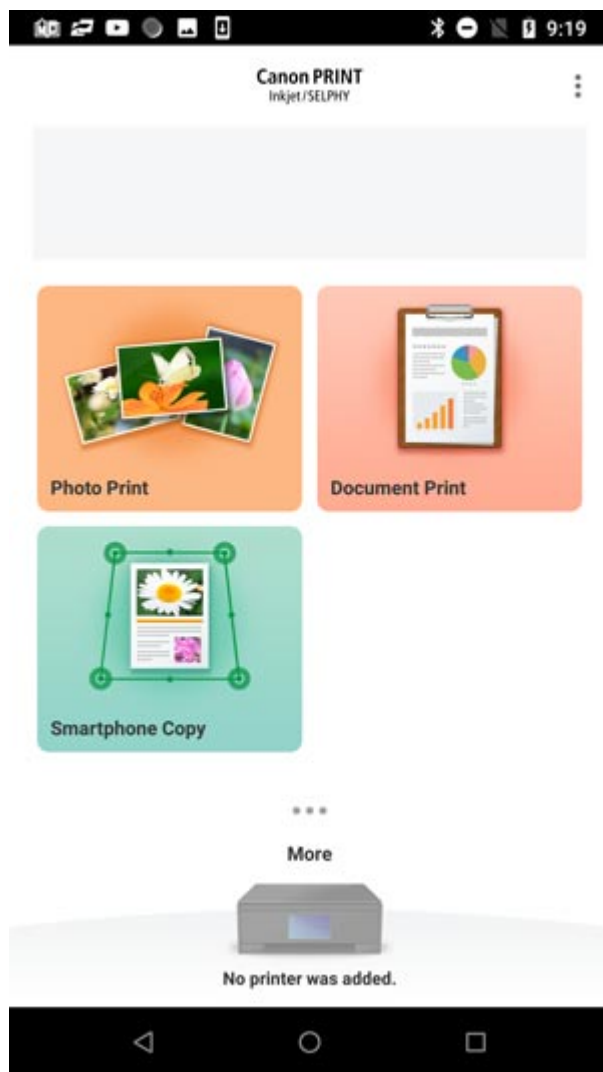 9:19
Canon PRINT
Inkjet/SELPHY
Photo Print
Document Print
Smartphone Copy
More
No printer was added.